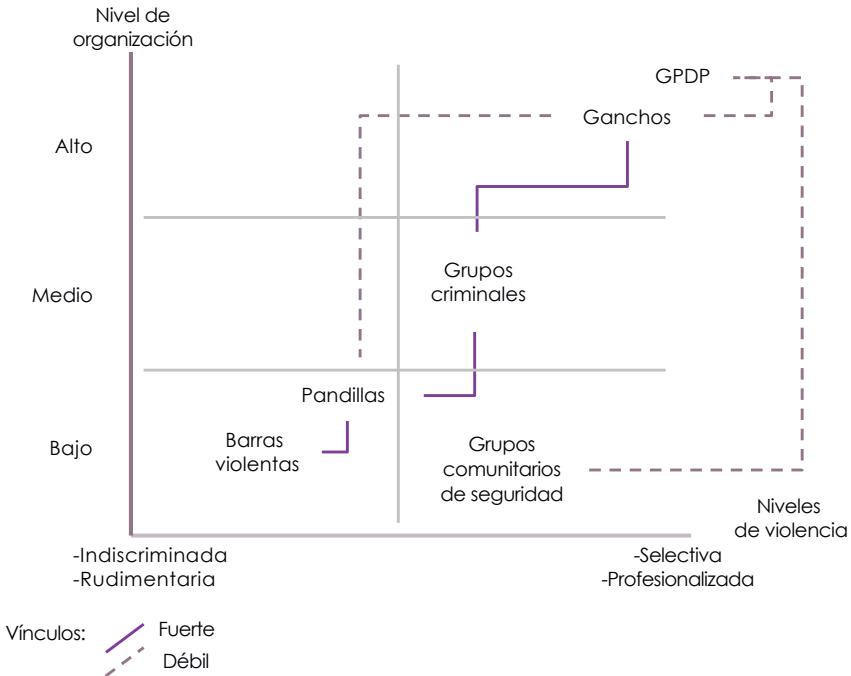 Nivel de
organización
GPDP
Ganchos
Alto
Grupos
criminales
Medio
Pandillas
Barras
violentas
Bajo
Grupos
comunitarios
de seguridad
Niveles
de violencia
-Indiscriminada
-Rudimentaria
-Selectiva
-Profesionalizada
Vínculos:
Fuerte
Débil